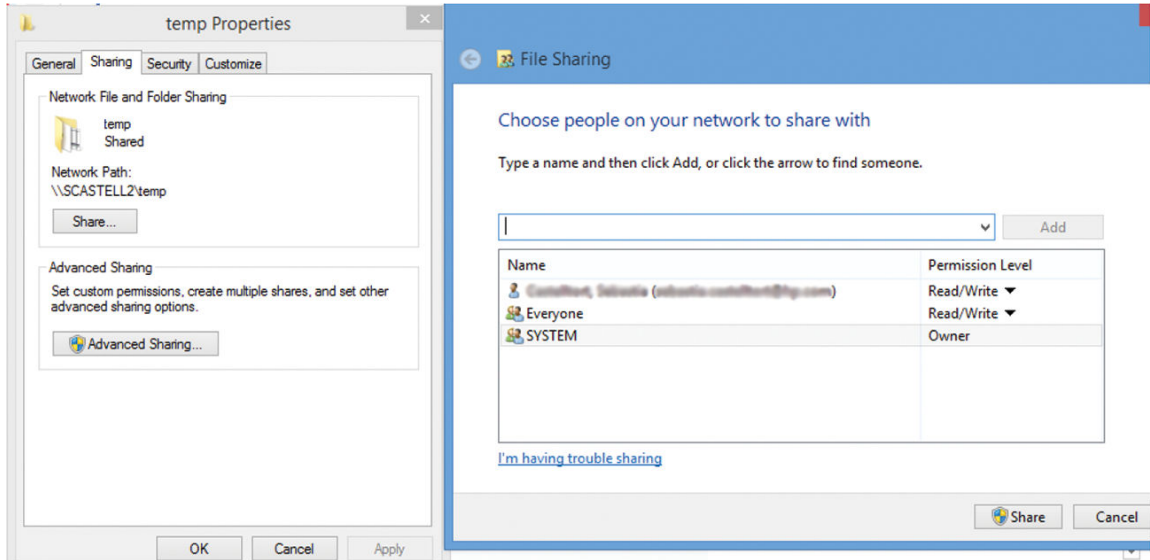 temp Properties
General
Sharing
Security
Customize
Network File and Folder Sharing
temp
Shared
Network Path:
\\SCASTELL2\temp
Share...
Advanced Sharing
Set custom permissions, create multiple shares, and set other
advanced sharing options.
Advanced Sharing...
OK
Cancel
Apply
File Sharing
Choose people on your network to share with
Type a name and then click Add, or click the arrow to find someone.
Add
Name Permission Level
Read/Write
Everyone Read/Write
SYSTEM Owner
I'm having trouble sharing
Share
Cancel